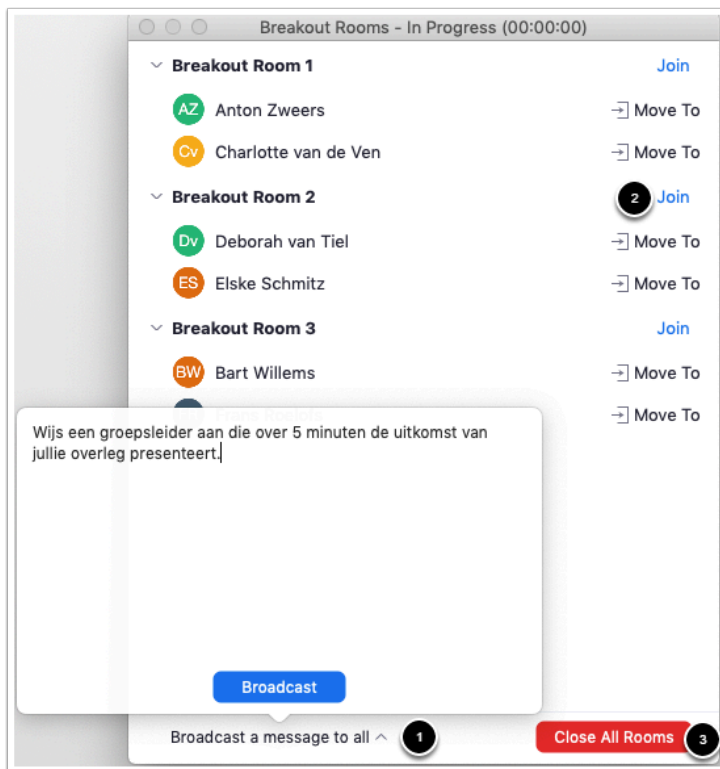 Breakout Rooms - In Progress (00:00:00)
Breakout Room 1 Join
AZ Anton Zweers Move To
Cv Charlotte van de Ven Move To
Breakout Room 2 2 Join
Dv Deborah van Tiel Move To
ES Elske Schmitz Move To
Breakout Room 3 Join
BW Bart Willems Move To
Move To
Wijs een groepsleider aan die over 5 minuten de uitkomst van
jullie overleg presenteert.
Broadcast
Broadcast a message to all 1 Close All Rooms 3